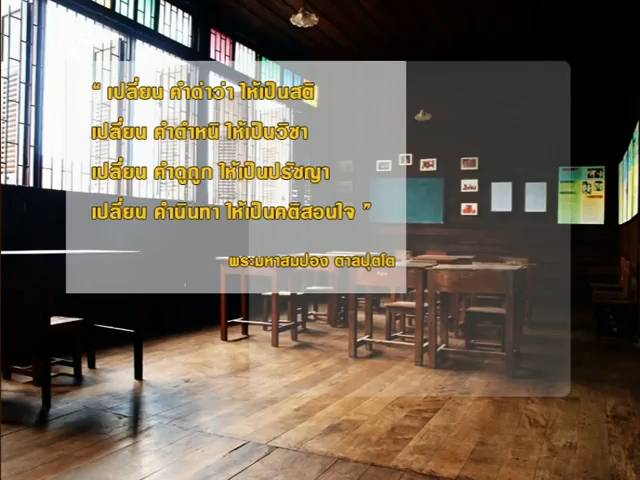 “ เปลี่ยน คำด่าว่า ให้เป็นสติ
เปลี่ยน คำตำหนิ ให้เป็นวิชา
เปลี่ยน คำดูถูก ให้เป็นปรัชญา
เปลี่ยน คำนินทา ให้เป็นคติสอนใจ ”
พระมหาสมปอง ตาลปุตโต